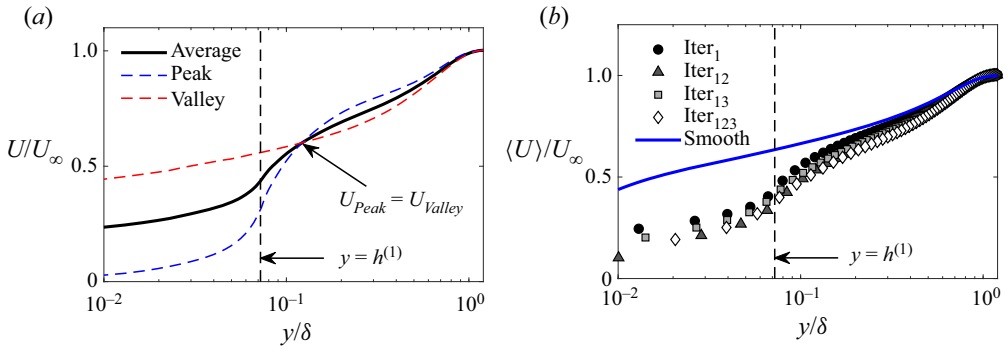 (a)
1.0
0.5
0
U/U∞
Average
Peak
Valley
U_Peak = U_Valley
y = h^(1)
10^−2
10^−1
10^0
y/δ
(b)
1.0
0.5
0
⟨U⟩/U∞
Iter_1
Iter_12
Iter_13
Iter_123
Smooth
y = h^(1)
10^−2
10^−1
10^0
y/δ